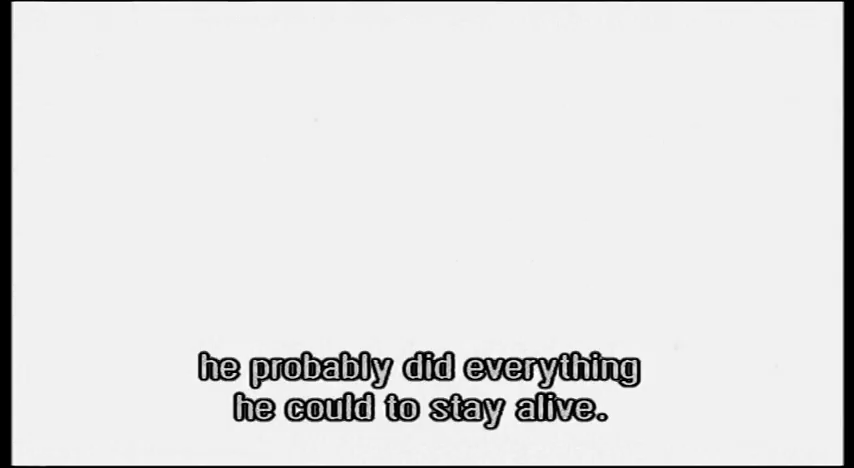 he probably did everything
he could to stay alive.